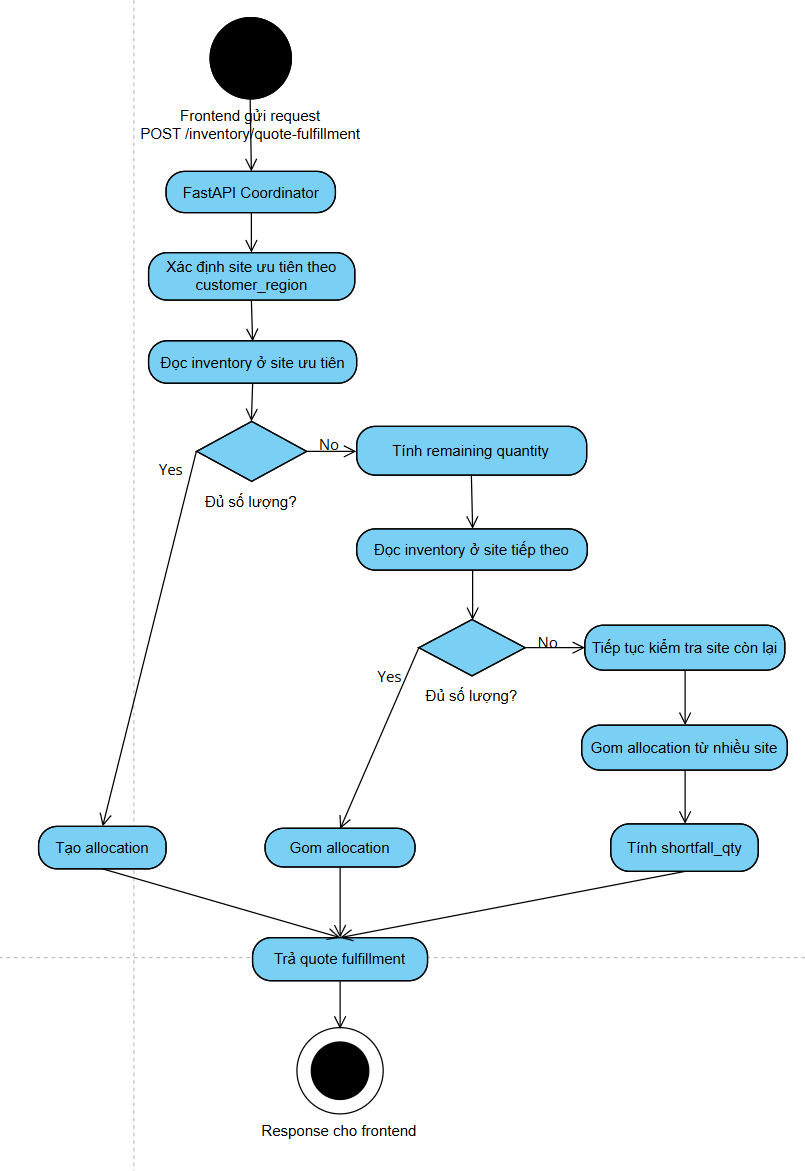 Frontend gửi request
POST /inventory/quote-fulfillment
FastAPI Coordinator
Xác định site ưu tiên theo
customer_region
Đọc inventory ở site ưu tiên
No
Tính remaining quantity
Yes
Đủ số lượng?
Đọc inventory ở site tiếp theo
No
Tiếp tục kiểm tra site còn lại
Yes
Đủ số lượng?
Gom allocation từ nhiều site
Tạo allocation
Gom allocation
Tính shortfall_qty
Trả quote fulfillment
Response cho frontend